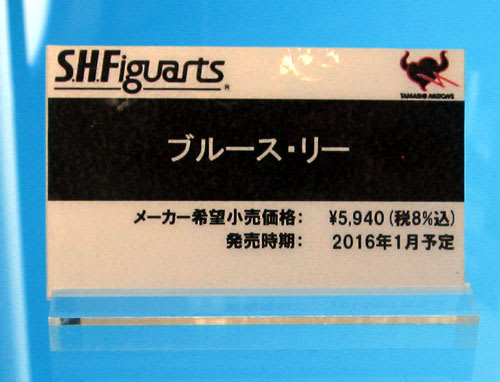 S.H.Figuarts
TAMASHII NATIONS
ブルース・リー
メーカー希望小売価格： ¥5,940（税8%込）
発売時期： 2016年1月予定